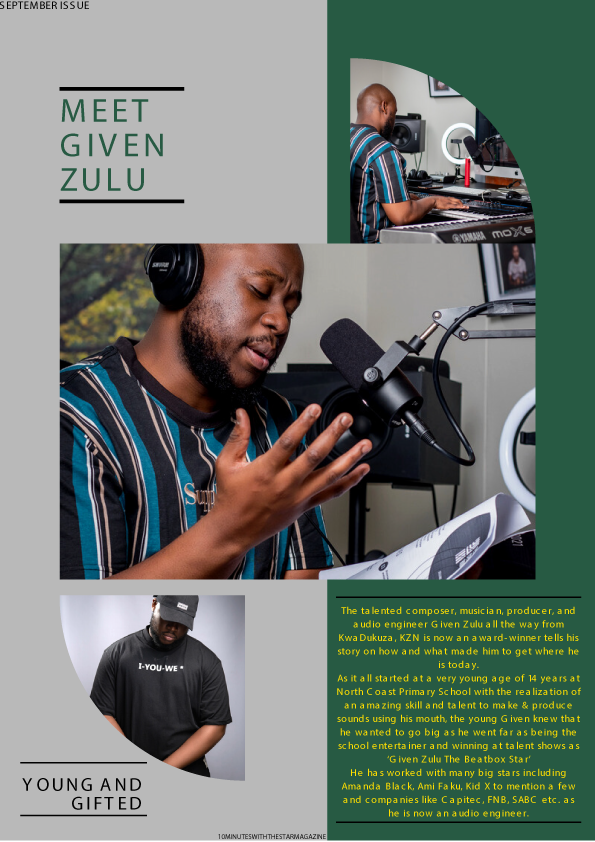 SEPTEMBER ISSUE
MEET
GIVEN
ZULU
YAMAHA MOX6
I-YOU-WE
The talented composer, musician, producer, and
audio engineer Given Zulu all the way from
KwaDukuza, KZN is now an award-winner tells his
story on how and what made him to get where he
is today.
As it all started at a very young age of 14 years at
North Coast Primary School with the realization of
an amazing skill and talent to make & produce
sounds using his mouth, the young Given knew that
he wanted to go big as he went far as being the
school entertainer and winning at talent shows as
‘Given Zulu The Beatbox Star’
He has worked with many big stars including
Amanda Black, Ami Faku, Kid X to mention a few
and companies like Capitec, FNB, SABC etc. as
he is now an audio engineer.
YOUNG AND
GIFTED
10MINUTESWITHTHESTARMAGAZINE